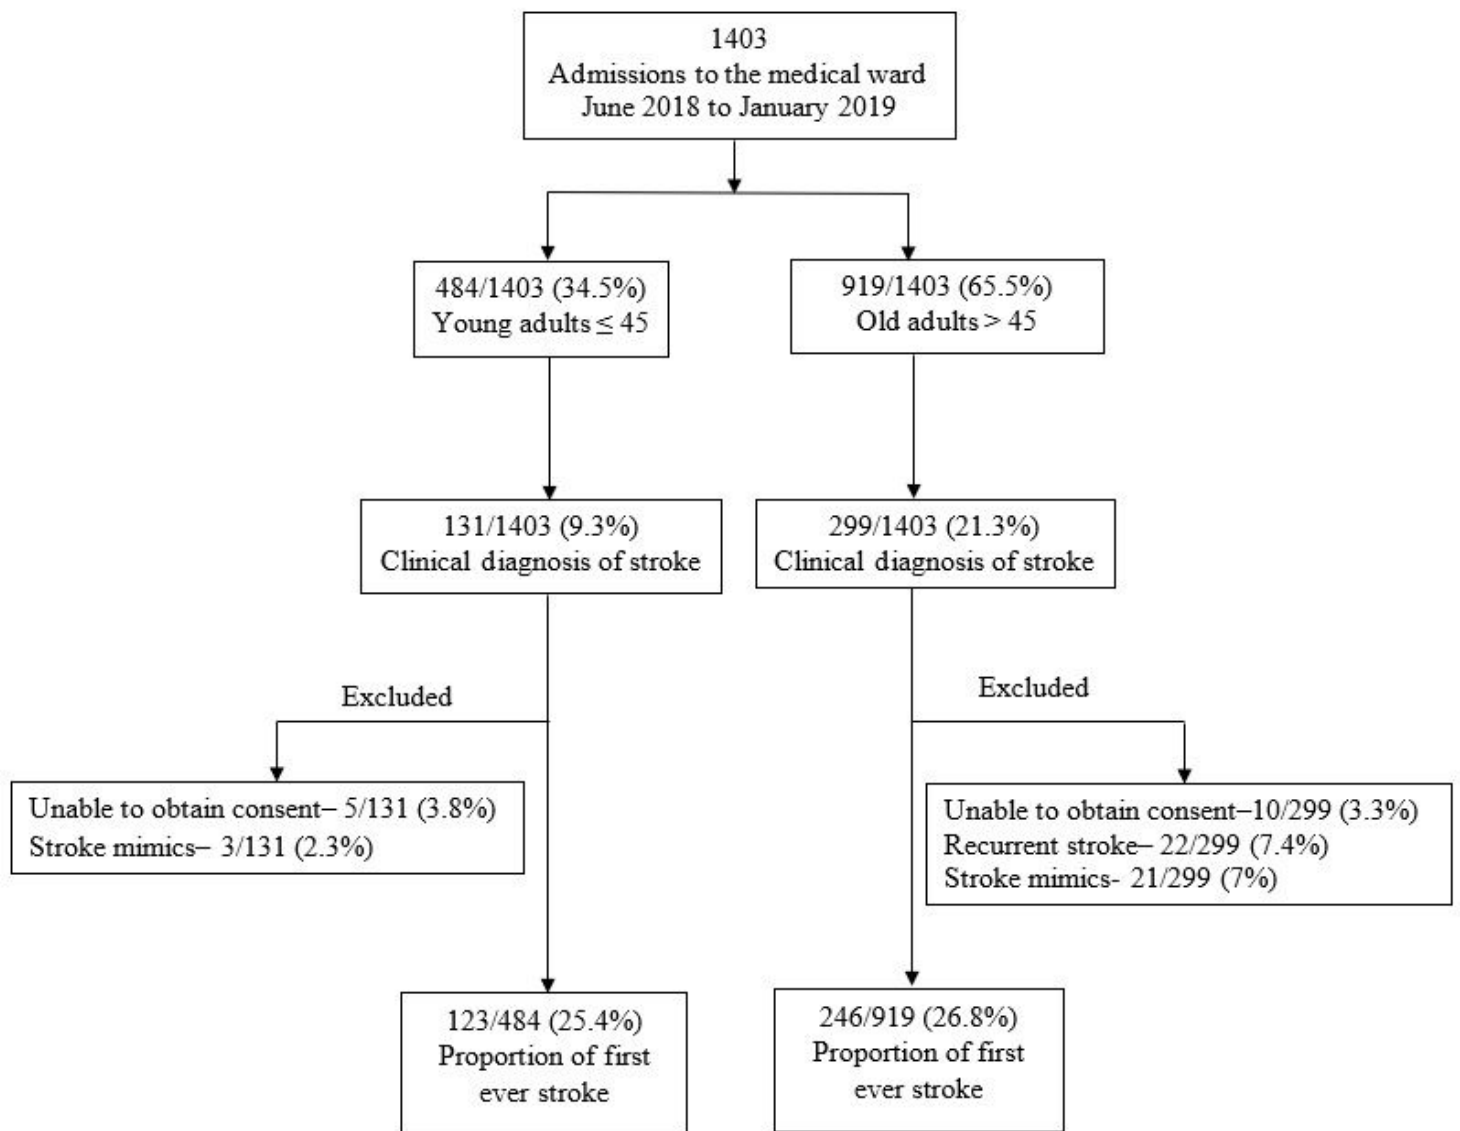 1403
Admissions to the medical ward
June 2018 to January 2019
484/1403 (34.5%)
Young adults ≤ 45
919/1403 (65.5%)
Old adults > 45
131/1403 (9.3%)
Clinical diagnosis of stroke
299/1403 (21.3%)
Clinical diagnosis of stroke
Excluded
Excluded
Unable to obtain consent– 5/131 (3.8%)
Stroke mimics– 3/131 (2.3%)
Unable to obtain consent–10/299 (3.3%)
Recurrent stroke– 22/299 (7.4%)
Stroke mimics- 21/299 (7%)
123/484 (25.4%)
Proportion of first
ever stroke
246/919 (26.8%)
Proportion of first
ever stroke